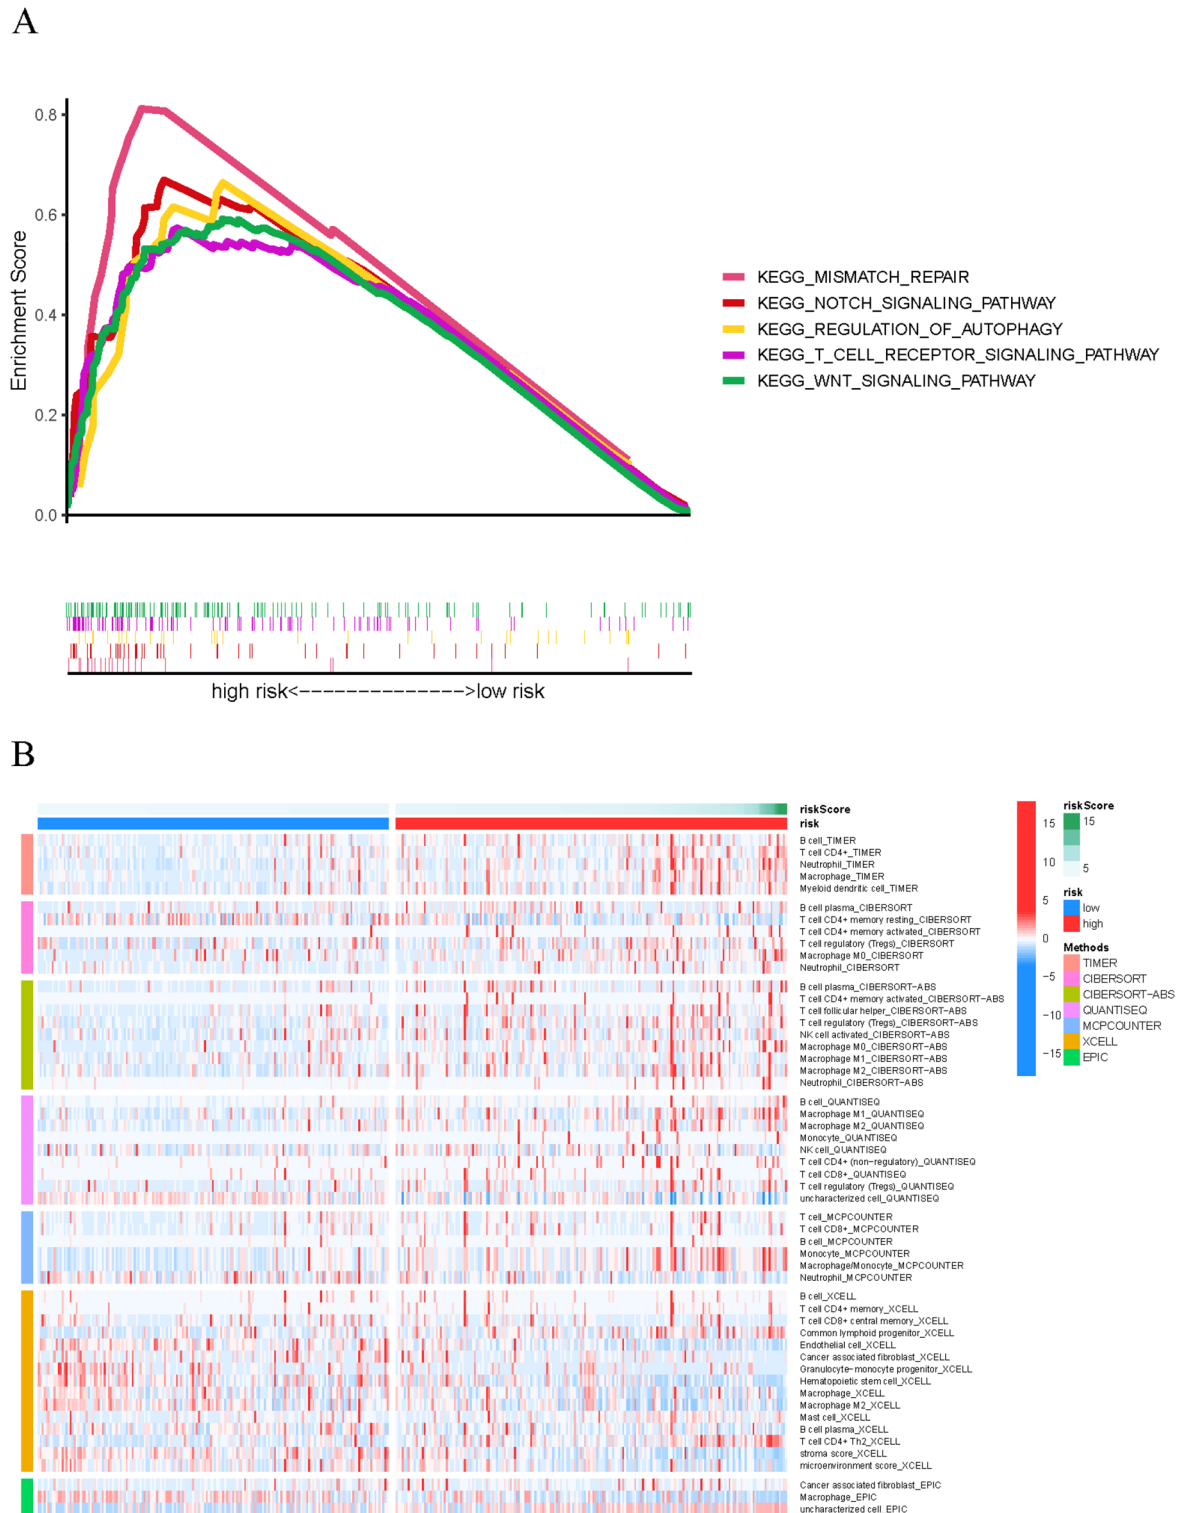 A
Enrichment Score
0.8
0.6
0.4
0.2
0.0
KEGG_MISMATCH_REPAIR
KEGG_NOTCH_SIGNALING_PATHWAY
KEGG_REGULATION_OF_AUTOPHAGY
KEGG_T_CELL_RECEPTOR_SIGNALING_PATHWAY
KEGG_WNT_SIGNALING_PATHWAY
high risk<--------------->low risk
B
riskScore
risk
B cell_TIMER
T cell CD4+_TIMER
Neutrophil_TIMER
Macrophage_TIMER
Myeloid dendritic cell_TIMER
B cell plasma_CIBERSORT
T cell CD4+ memory resting_CIBERSORT
T cell CD4+ memory activated_CIBERSORT
T cell regulatory (Tregs)_CIBERSORT
Macrophage M0_CIBERSORT
Neutrophil_CIBERSORT
B cell plasma_CIBERSORT-ABS
T cell CD4+ memory activated_CIBERSORT-ABS
T cell follicular helper_CIBERSORT-ABS
T cell regulatory (Tregs)_CIBERSORT-ABS
NK cell activated_CIBERSORT-ABS
Macrophage M0_CIBERSORT-ABS
Macrophage M1_CIBERSORT-ABS
Macrophage M2_CIBERSORT-ABS
Neutrophil_CIBERSORT-ABS
B cell_QUANTISEQ
Macrophage M1_QUANTISEQ
Macrophage M2_QUANTISEQ
Monocyte_QUANTISEQ
NK cell_QUANTISEQ
T cell CD4+ (non-regulatory)_QUANTISEQ
T cell CD8+_QUANTISEQ
T cell regulatory (Tregs)_QUANTISEQ
uncharacterized cell_QUANTISEQ
T cell_MCPCOUNTER
T cell CD8+_MCPCOUNTER
B cell_MCPCOUNTER
Monocyte_MCPCOUNTER
Macrophage/Monocyte_MCPCOUNTER
Neutrophil_MCPCOUNTER
B cell_XCELL
T cell CD4+ memory_XCELL
T cell CD8+ central memory_XCELL
Common lymphoid progenitor_XCELL
Endothelial cell_XCELL
Cancer associated fibroblast_XCELL
Granulocyte-monocyte progenitor_XCELL
Hematopoietic stem cell_XCELL
Macrophage_XCELL
Macrophage M2_XCELL
Mast cell_XCELL
B cell plasma_XCELL
T cell CD4+ Th2_XCELL
stroma score_XCELL
microenvironment score_XCELL
Cancer associated fibroblast_EPIC
Macrophage_EPIC
uncharacterized cell_EPIC
15
10
5
0
-5
-10
-15
riskScore
15
5
risk
low
high
Methods
TIMER
CIBERSORT
CIBERSORT-ABS
QUANTISEQ
MCPCOUNTER
XCELL
EPIC